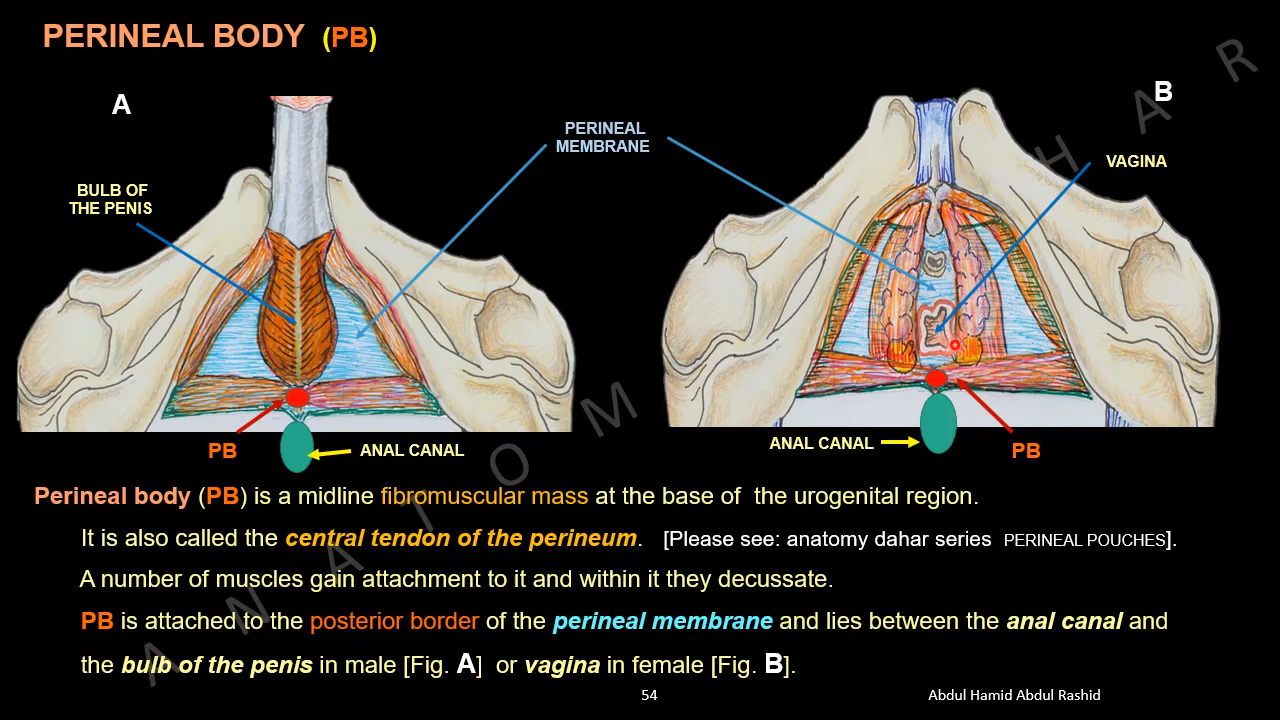 PERINEAL BODY (PB)
A
B
PERINEAL
MEMBRANE
VAGINA
BULB OF
THE PENIS
PB
ANAL CANAL
ANAL CANAL
PB
Perineal body (PB) is a midline fibromuscular mass at the base of the urogenital region.
It is also called the central tendon of the perineum. [Please see: anatomy dahar series PERINEAL POUCHES].
A number of muscles gain attachment to it and within it they decussate.
PB is attached to the posterior border of the perineal membrane and lies between the anal canal and
the bulb of the penis in male [Fig. A] or vagina in female [Fig. B].
54
Abdul Hamid Abdul Rashid